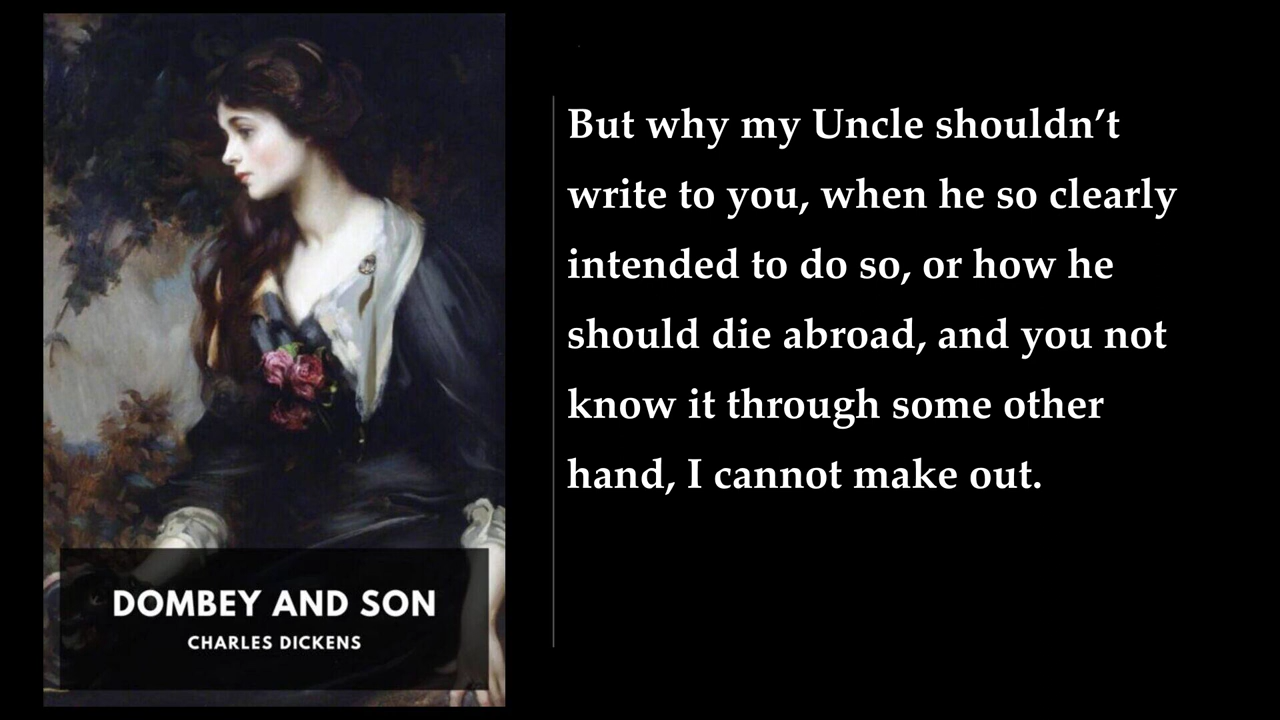 But why my Uncle shouldn’t
write to you, when he so clearly
intended to do so, or how he
should die abroad, and you not
know it through some other
hand, I cannot make out.
DOMBEY AND SON
CHARLES DICKENS